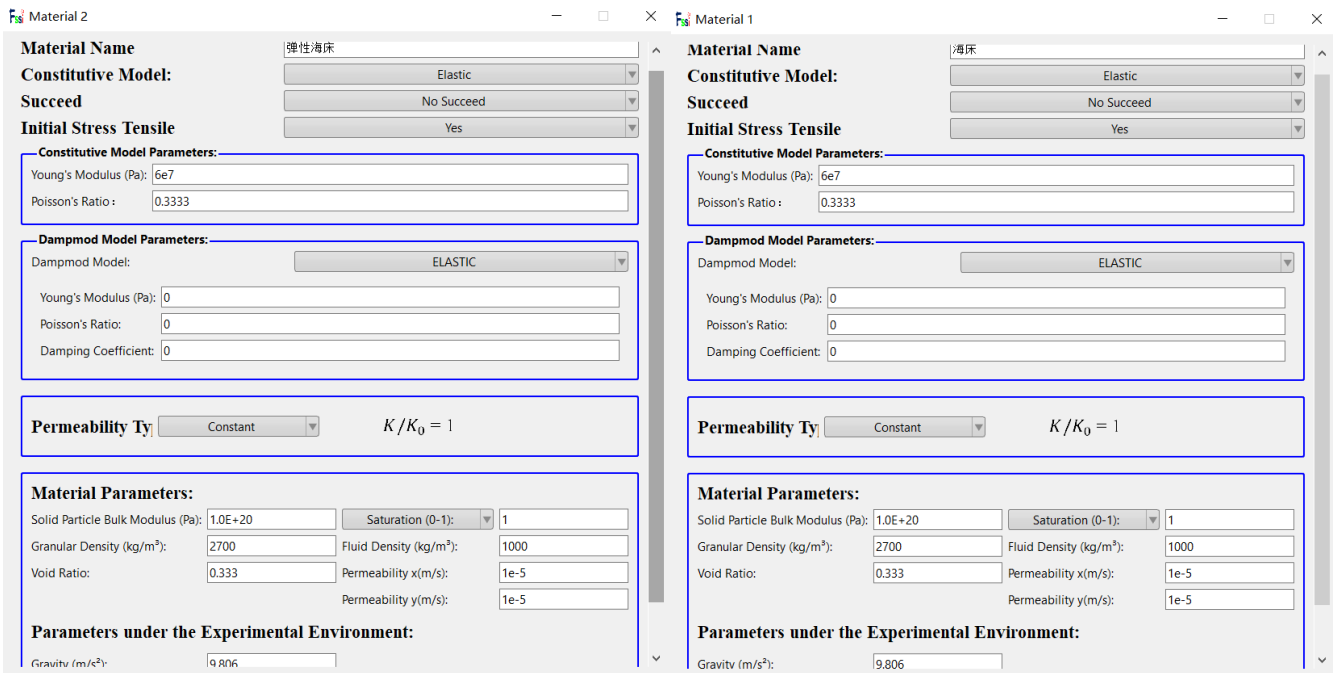 Material 2
Material Name 弹性海床
Constitutive Model: Elastic
Succeed No Succeed
Initial Stress Tensile Yes
Constitutive Model Parameters:
Young's Modulus (Pa): 6e7
Poisson's Ratio : 0.3333
Dampmod Model Parameters:
Dampmod Model: ELASTIC
Young's Modulus (Pa): 0
Poisson's Ratio: 0
Damping Coefficient: 0
Permeability Ty Constant K/K₀ = 1
Material Parameters:
Solid Particle Bulk Modulus (Pa): 1.0E+20 Saturation (0-1): 1
Granular Density (kg/m³): 2700 Fluid Density (kg/m³): 1000
Void Ratio: 0.333 Permeability x(m/s): 1e-5
Permeability y(m/s): 1e-5
Parameters under the Experimental Environment:
Gravity (m/s²): 9.806
Material 1
Material Name 海床
Constitutive Model: Elastic
Succeed No Succeed
Initial Stress Tensile Yes
Constitutive Model Parameters:
Young's Modulus (Pa): 6e7
Poisson's Ratio : 0.3333
Dampmod Model Parameters:
Dampmod Model: ELASTIC
Young's Modulus (Pa): 0
Poisson's Ratio: 0
Damping Coefficient: 0
Permeability Ty Constant K/K₀ = 1
Material Parameters:
Solid Particle Bulk Modulus (Pa): 1.0E+20 Saturation (0-1): 1
Granular Density (kg/m³): 2700 Fluid Density (kg/m³): 1000
Void Ratio: 0.333 Permeability x(m/s): 1e-5
Permeability y(m/s): 1e-5
Parameters under the Experimental Environment:
Gravity (m/s²): 9.806